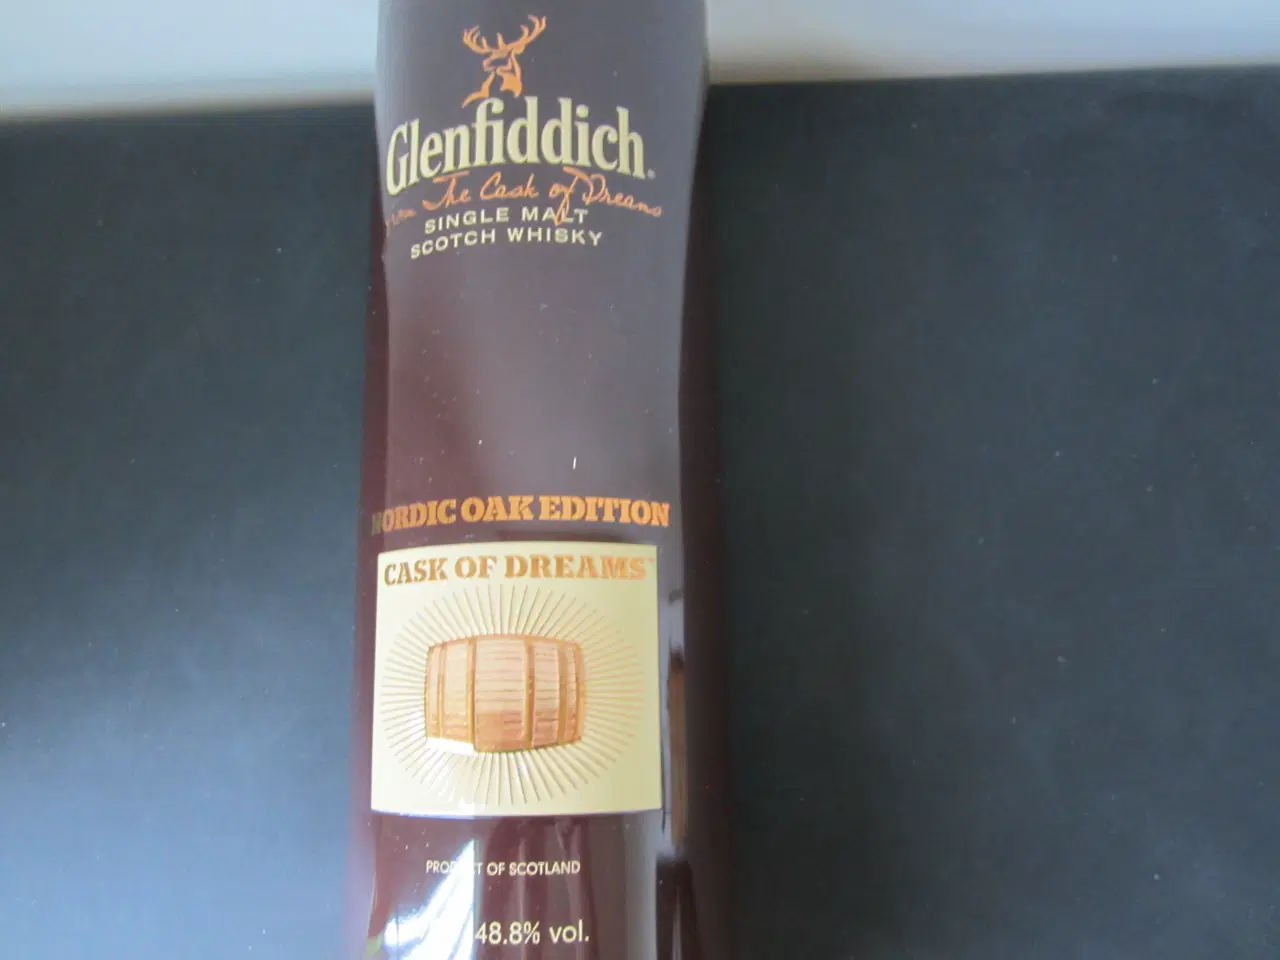 Glenfiddich
The Cask of Dreams
SINGLE MALT
SCOTCH WHISKY
NORDIC OAK EDITION
CASK OF DREAMS™
PRODUCT OF SCOTLAND
48.8% vol.